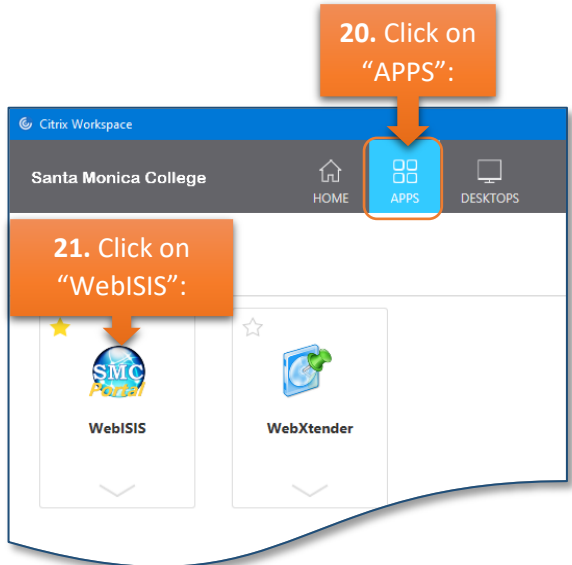 20. Click on
“APPS”:
Citrix Workspace
Santa Monica College
HOME
APPS
DESKTOPS
21. Click on
“WebISIS”:
SMC
Portal
WebISIS
WebXtender